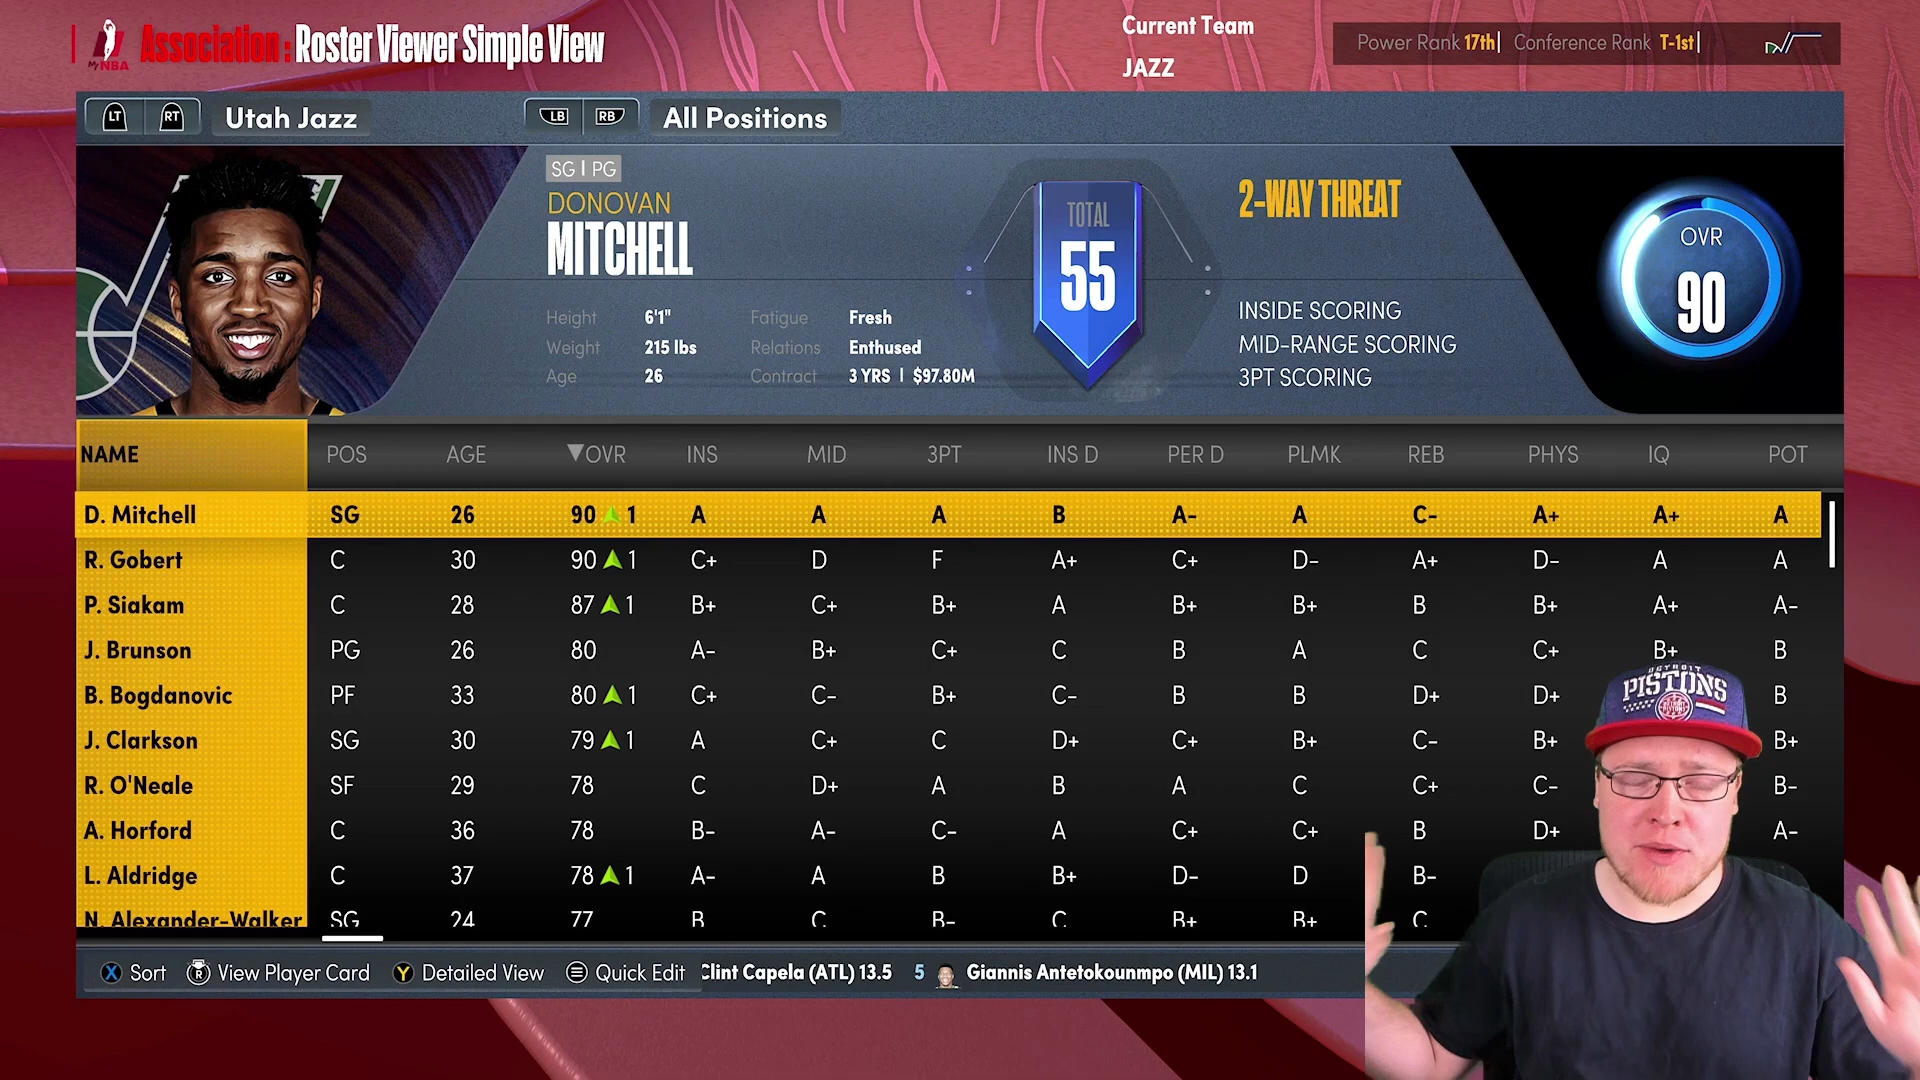 MyNBA
Association : Roster Viewer Simple View
Current Team
JAZZ
Power Rank 17th| Conference Rank T-1st|
LT RT Utah Jazz LB RB All Positions
SG | PG
DONOVAN
MITCHELL
Height 6'1" Fatigue Fresh
Weight 215 lbs Relations Enthused
Age 26 Contract 3 YRS | $97.80M
TOTAL
55
2-WAY THREAT
INSIDE SCORING
MID-RANGE SCORING
3PT SCORING
OVR
90
NAME POS AGE ▼OVR INS MID 3PT INS D PER D PLMK REB PHYS IQ POT
D. Mitchell SG 26 90 ▲ 1 A A A B A- A C- A+ A+ A
R. Gobert C 30 90 ▲ 1 C+ D F A+ C+ D- A+ D- A A
P. Siakam C 28 87 ▲ 1 B+ C+ B+ A B+ B+ B B+ A+ A-
J. Brunson PG 26 80 A- B+ C+ C B A C C+ B+ B
B. Bogdanovic PF 33 80 ▲ 1 C+ C- B+ C- B B D+ D+ B
J. Clarkson SG 30 79 ▲ 1 A C+ C D+ C+ B+ C- B+ B+
R. O'Neale SF 29 78 C D+ A B A C C+ C- B-
A. Horford C 36 78 B- A- C- A C+ C+ B D+ A-
L. Aldridge C 37 78 ▲ 1 A- A B B+ D- D B-
N. Alexander-Walker SG 24 77 B C B- C B+ B+ C
DETROIT
PISTONS
X Sort R View Player Card Y Detailed View Quick Edit Clint Capela (ATL) 13.5 5 Giannis Antetokounmpo (MIL) 13.1